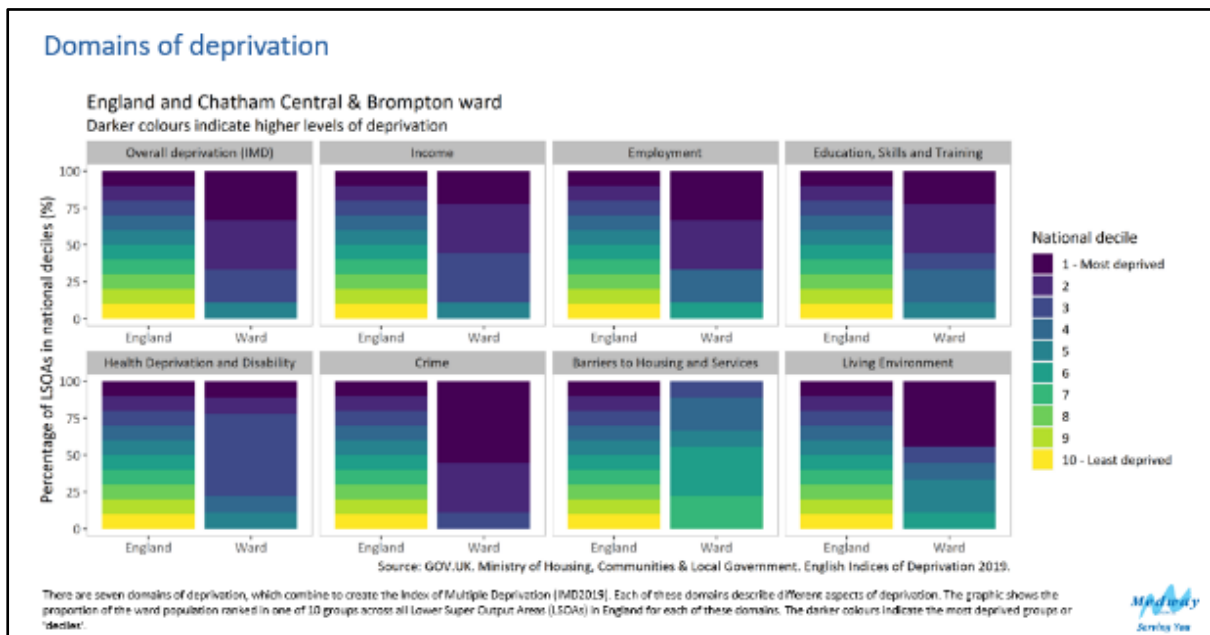 Domains of deprivation
England and Chatham Central & Brompton ward
Darker colours indicate higher levels of deprivation
Overall deprivation (IMD)
Income
Employment
Education, Skills and Training
Percentage of LSOAs in national deciles (%)
100
75
50
25
0
England
Ward
England
Ward
England
Ward
England
Ward
Health Deprivation and Disability
Crime
Barriers to Housing and Services
Living Environment
100
75
50
25
0
England
Ward
England
Ward
England
Ward
England
Ward
National decile
1 - Most deprived
2
3
4
5
6
7
8
9
10 - Least deprived
Source: GOV.UK. Ministry of Housing, Communities & Local Government. English Indices of Deprivation 2019.
There are seven domains of deprivation, which combine to create the Index of Multiple Deprivation (IMD2019). Each of these domains describe different aspects of deprivation. The graphic shows the
proportion of the ward population ranked in one of 10 groups across all Lower Super Output Areas (LSOAs) in England for each of these domains. The darker colours indicate the most deprived groups or
'deciles'.
Medway
Serving You